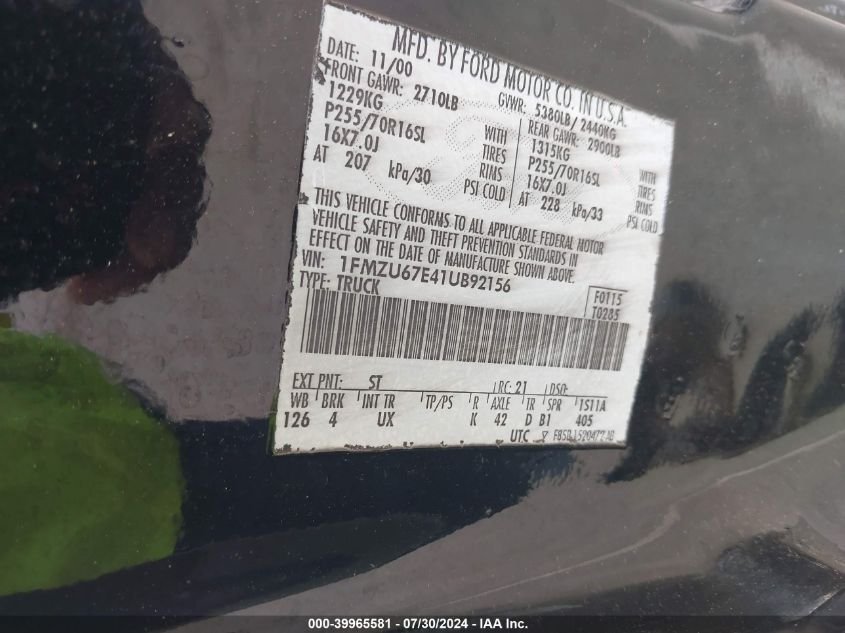 MFD. BY FORD MOTOR CO. IN U.S.A.
DATE: 11/00 GVWR: 5380LB / 2440KG
FRONT GAWR: 2710LB REAR GAWR: 2900LB
1229KG WITH 1315KG WITH
P255/70R16SL TIRES P255/70R16SL TIRES
16X7.0J RIMS 16X7.0J RIMS
AT 207 kPa/30 PSI COLD AT 228 kPa/33 PSI COLD
THIS VEHICLE CONFORMS TO ALL APPLICABLE FEDERAL MOTOR
VEHICLE SAFETY AND THEFT PREVENTION STANDARDS IN
EFFECT ON THE DATE OF MANUFACTURE SHOWN ABOVE.
VIN: 1FMZU67E41UB92156
TYPE: TRUCK
F0115
T0285
EXT PNT: ST RC: 21 DSO:
WB BRK INT TR TP/PS R AXLE TR SPR 1S11A
126 4 UX K 42 D B1 405
UTC
000-39965581 / 07/30/2024 - IAA Inc.